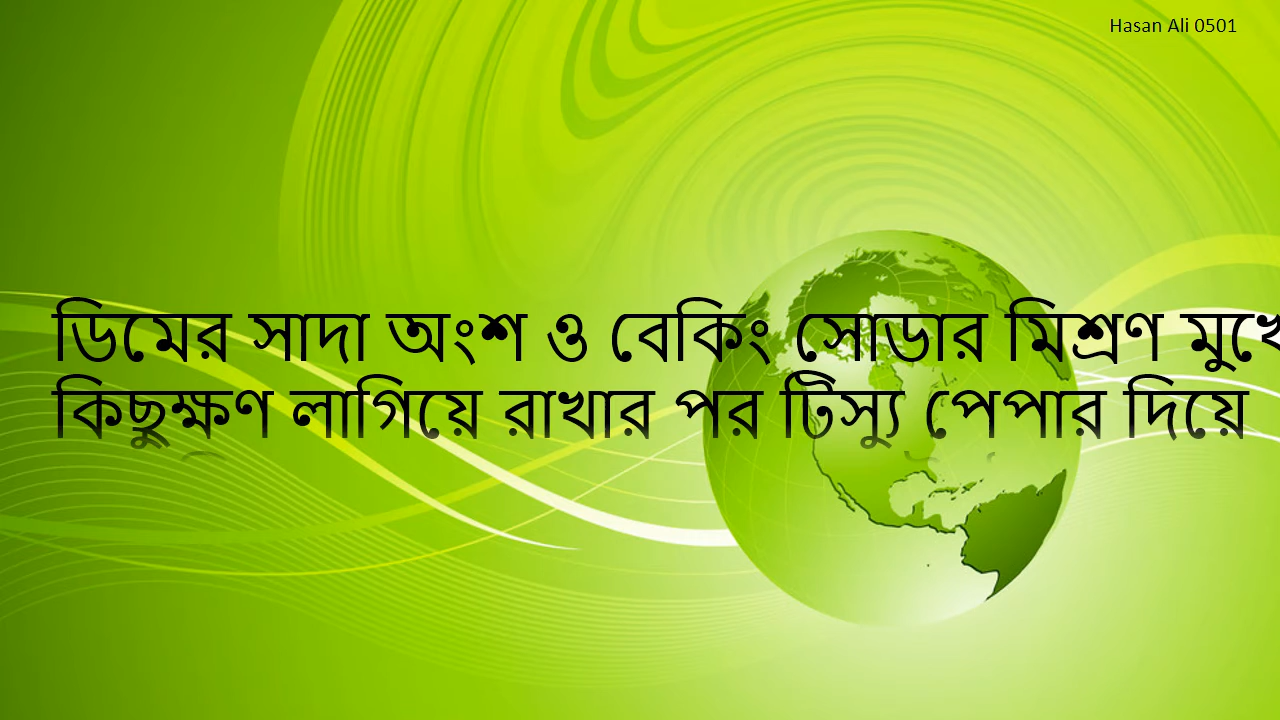 Hasan Ali 0501
ডিমের সাদা অংশ ও বেকিং সোডার মিশ্রণ মুখে
কিছুক্ষণ লাগিয়ে রাখার পর টিস্যু পেপার দিয়ে